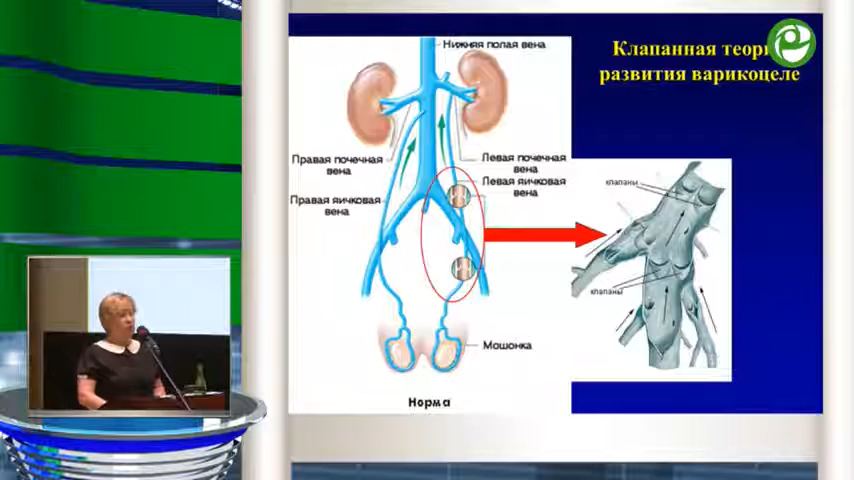 Клапанная теория
развития варикоцеле
Нижняя полая вена
Правая почечная
вена
Левая почечная
вена
Левая яичковая
вена
Правая яичковая
вена
клапаны
клапаны
Мошонка
Норма